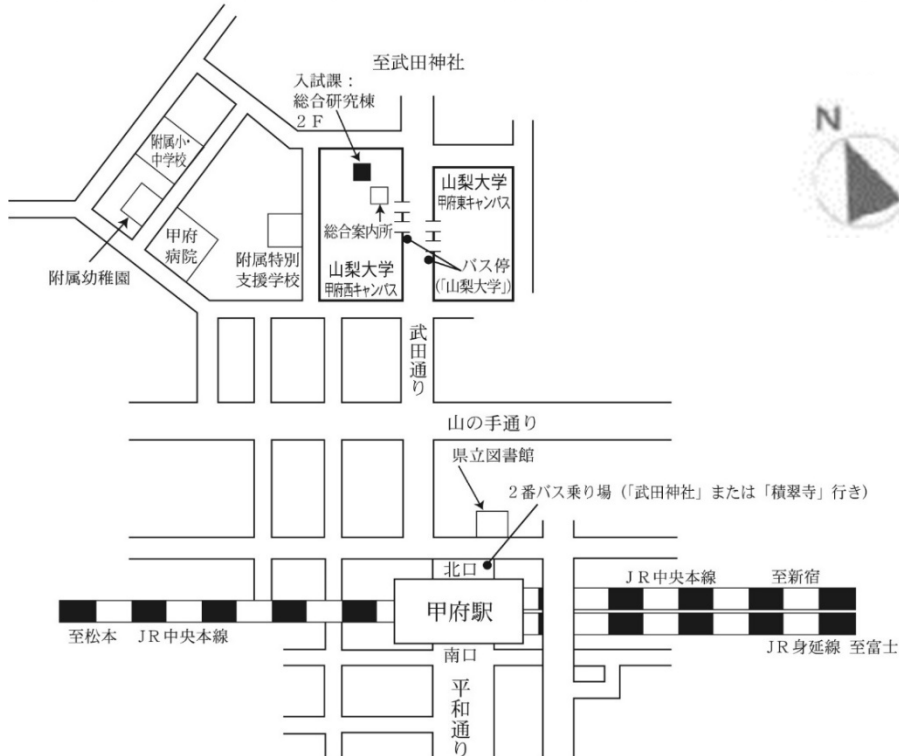 至武田神社
入試課：
総合研究棟
２Ｆ
N
附属小・
中学校
山梨大学
甲府東キャンパス
総合案内所
甲府
病院
附属特別
支援学校
附属幼稚園
山梨大学
甲府西キャンパス
バス停
(「山梨大学」)
武田通り
山の手通り
県立図書館
２番バス乗り場（「武田神社」または「積翠寺」行き）
北口
ＪＲ中央本線
至新宿
甲府駅
至松本
ＪＲ中央本線
南口
ＪＲ身延線 至富士
平和通り